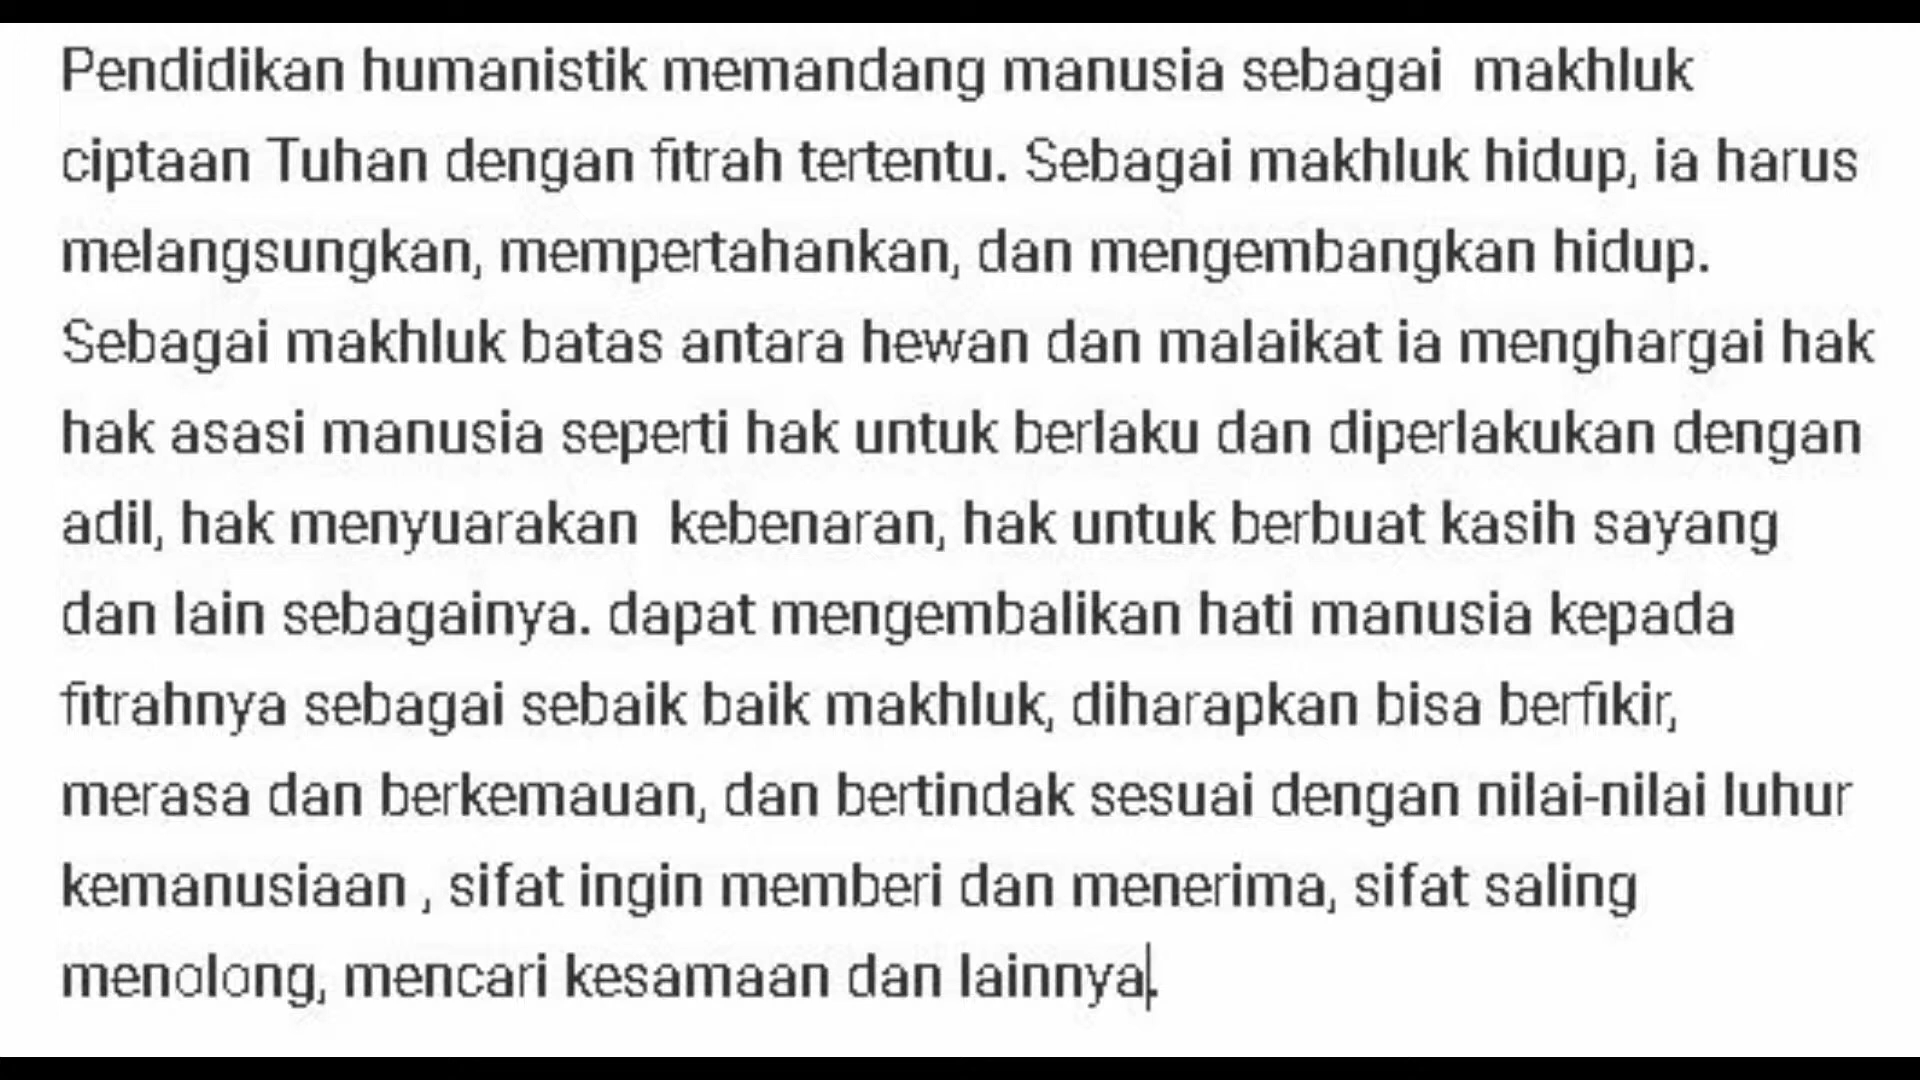 Pendidikan humanistik memandang manusia sebagai  makhluk
ciptaan Tuhan dengan fitrah tertentu. Sebagai makhluk hidup, ia harus
melangsungkan, mempertahankan, dan mengembangkan hidup.
Sebagai makhluk batas antara hewan dan malaikat ia menghargai hak
hak asasi manusia seperti hak untuk berlaku dan diperlakukan dengan
adil, hak menyuarakan  kebenaran, hak untuk berbuat kasih sayang
dan lain sebagainya. dapat mengembalikan hati manusia kepada
fitrahnya sebagai sebaik baik makhluk, diharapkan bisa berfikir,
merasa dan berkemauan, dan bertindak sesuai dengan nilai-nilai luhur
kemanusiaan , sifat ingin memberi dan menerima, sifat saling
menolong, mencari kesamaan dan lainnya.